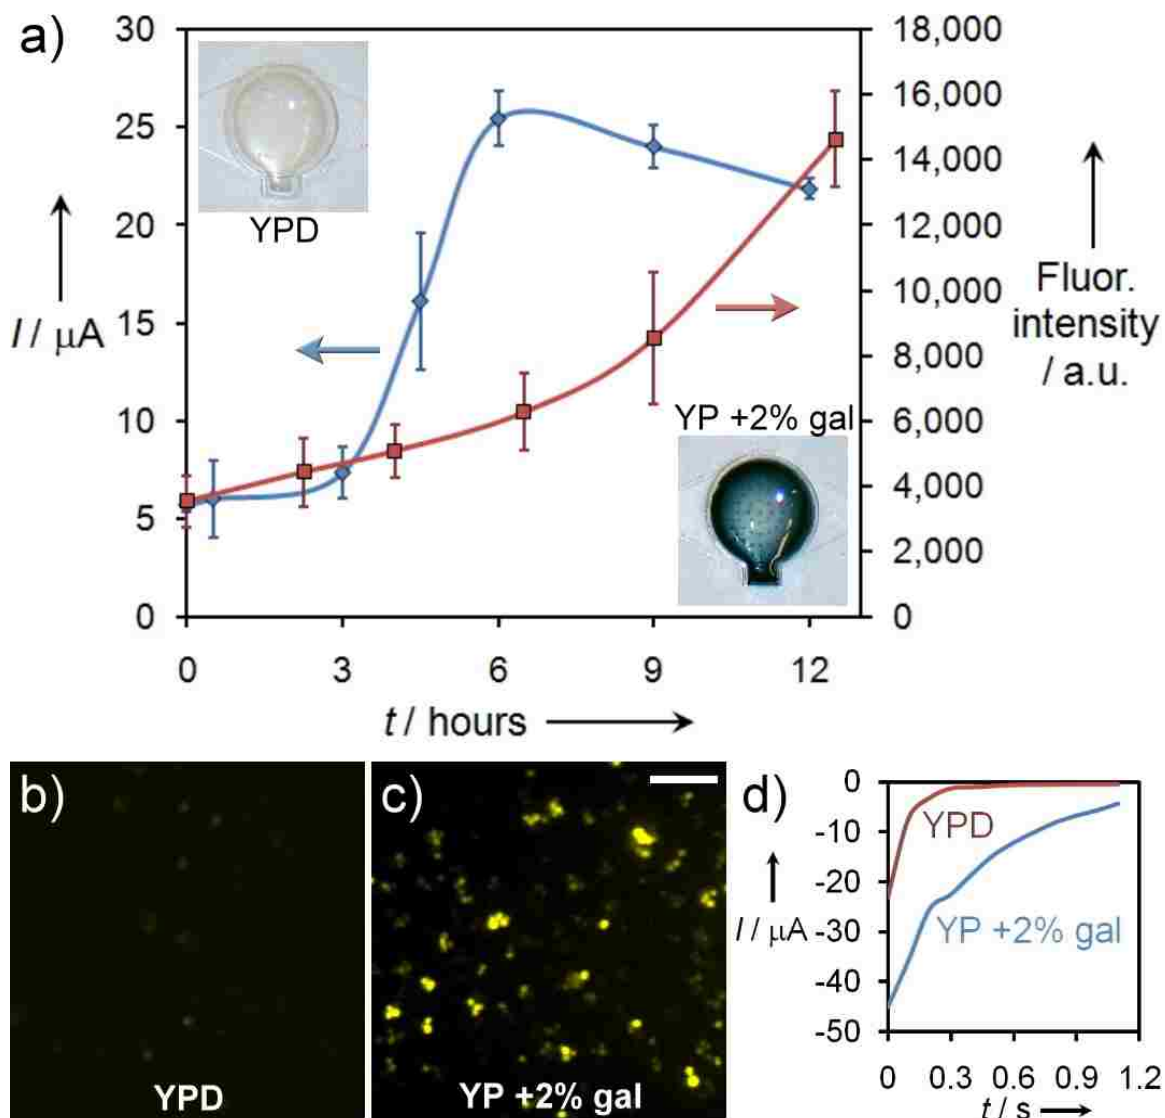 a)
30
25
20
15
10
5
0
I / µA
YPD
18,000
16,000
14,000
12,000
10,000
8,000
6,000
4,000
2,000
0
Fluor.
intensity
/ a.u.
YP +2% gal
0 3 6 9 12
t / hours
b)
YPD
c)
YP +2% gal
d)
0
-10
-20
-30
-40
-50
I / µA
YPD
YP +2% gal
0 0.3 0.6 0.9 1.2
t / s